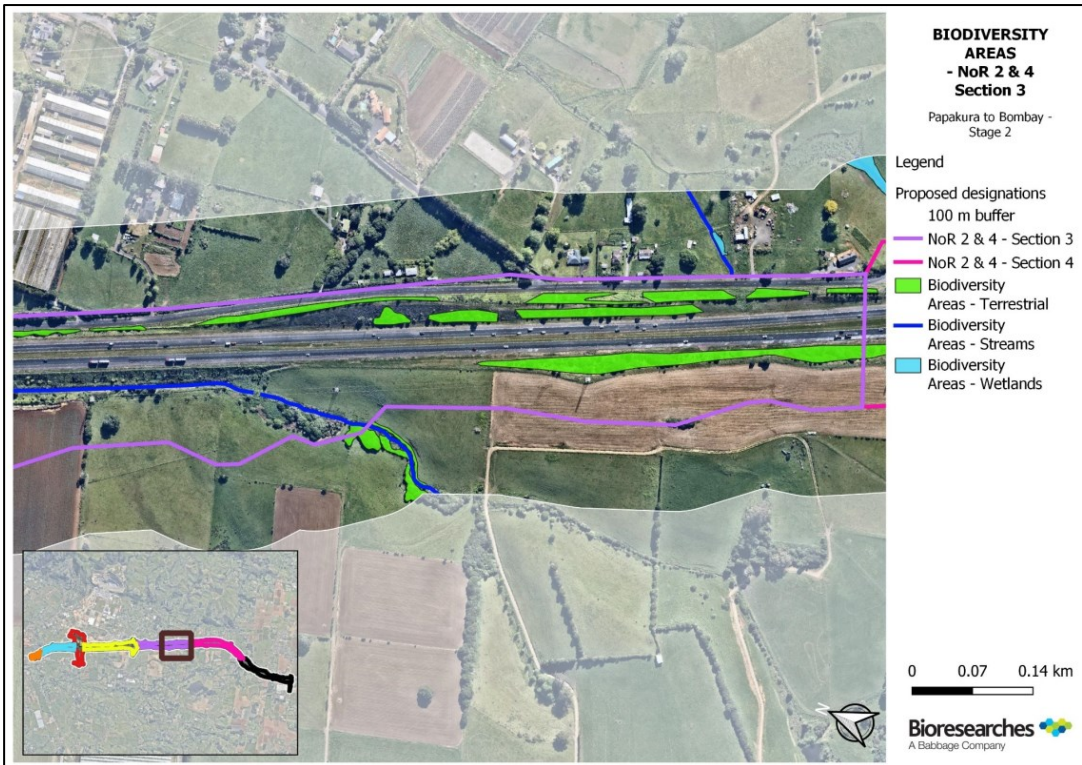 BIODIVERSITY
AREAS
- NoR 2 & 4
Section 3
Papakura to Bombay -
Stage 2
Legend
Proposed designations
100 m buffer
NoR 2 & 4 - Section 3
NoR 2 & 4 - Section 4
Biodiversity
Areas - Terrestrial
Biodiversity
Areas - Streams
Biodiversity
Areas - Wetlands
0 0.07 0.14 km
N
Bioresearches
A Babbage Company